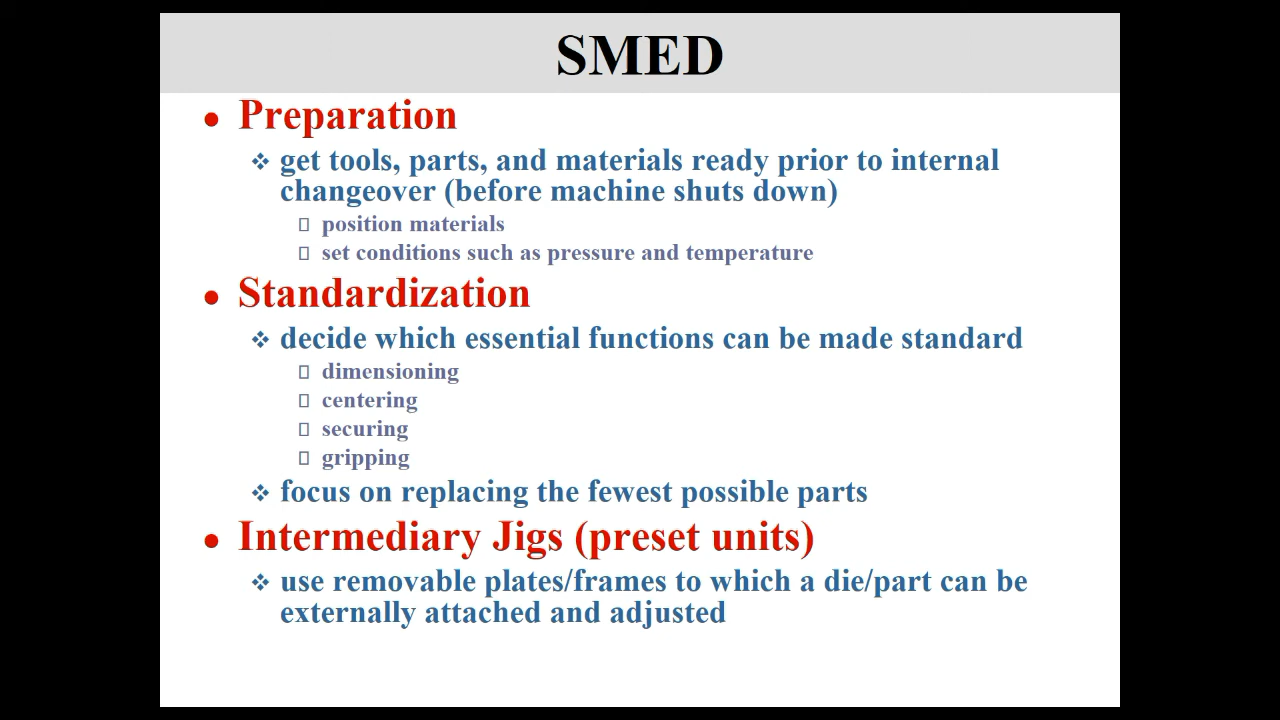 SMED
• Preparation
❖ get tools, parts, and materials ready prior to internal
changeover (before machine shuts down)
▯ position materials
▯ set conditions such as pressure and temperature
• Standardization
❖ decide which essential functions can be made standard
▯ dimensioning
▯ centering
▯ securing
▯ gripping
❖ focus on replacing the fewest possible parts
• Intermediary Jigs (preset units)
❖ use removable plates/frames to which a die/part can be
externally attached and adjusted